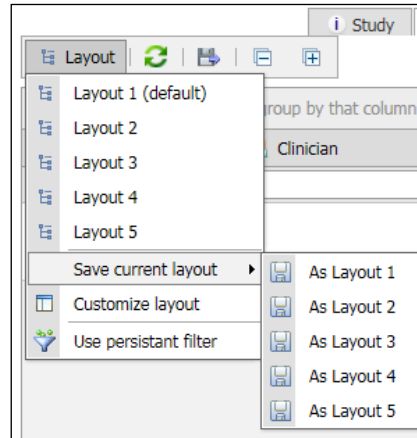 Study
Layout
Layout 1 (default)
group by that column
Layout 2
Clinician
Layout 3
Layout 4
Layout 5
Save current layout
As Layout 1
Customize layout
As Layout 2
Use persistant filter
As Layout 3
As Layout 4
As Layout 5